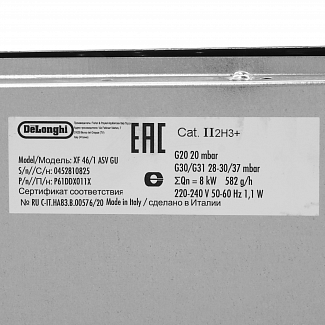 DeLonghi
EAC
Cat. II2H3+
Model/Модель: XF 46/1 ASV GU
S/n//С/н: 0452810825
P/n//П/н: P61DDX011X
Сертификат соответствия
№ RU C-IT.HAB3.B.00576/20
G20 20 mbar
G30/G31 28-30/37 mbar
ΣQn = 8 kW 582 g/h
220-240 V 50-60 Hz 1,1 W
Made in Italy / сделано в Италии